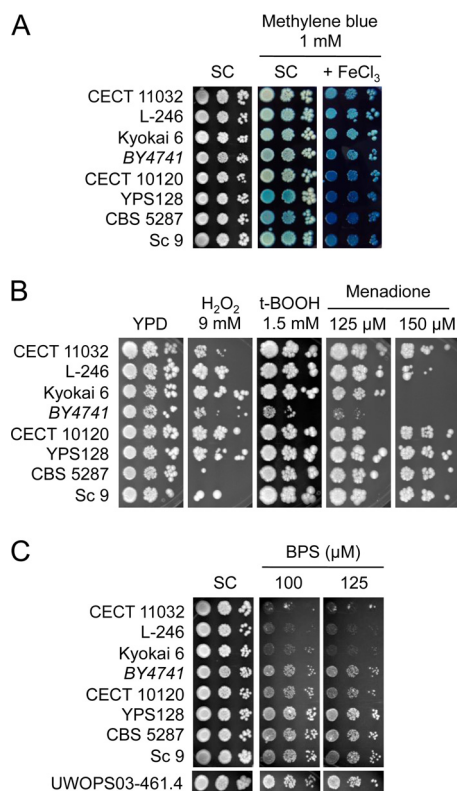 A
Methylene blue
1 mM
SC
SC
+ FeCl3
CECT 11032
L-246
Kyokai 6
BY4741
CECT 10120
YPS128
CBS 5287
Sc 9
B
H2O2
t-BOOH
Menadione
YPD
9 mM
1.5 mM
125 µM
150 µM
CECT 11032
L-246
Kyokai 6
BY4741
CECT 10120
YPS128
CBS 5287
Sc 9
C
BPS (µM)
SC
100
125
CECT 11032
L-246
Kyokai 6
BY4741
CECT 10120
YPS128
CBS 5287
Sc 9
UWOPS03-461.4